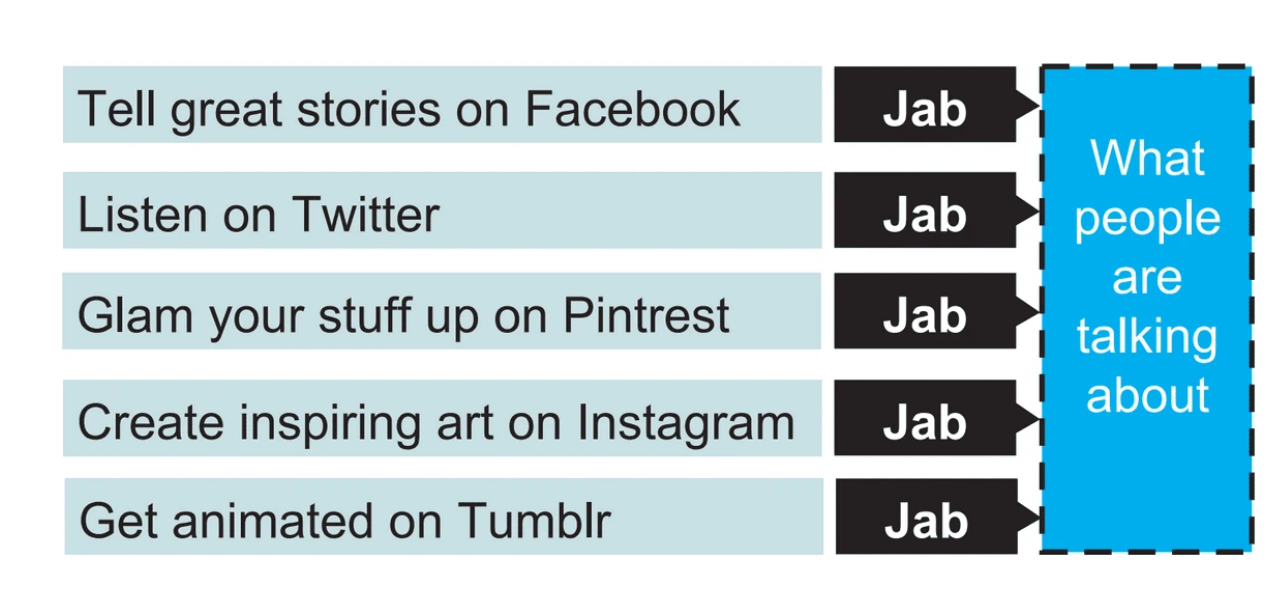 Tell great stories on Facebook
Jab
Listen on Twitter
Jab
Glam your stuff up on Pintrest
Jab
Create inspiring art on Instagram
Jab
Get animated on Tumblr
Jab
What
people
are
talking
about